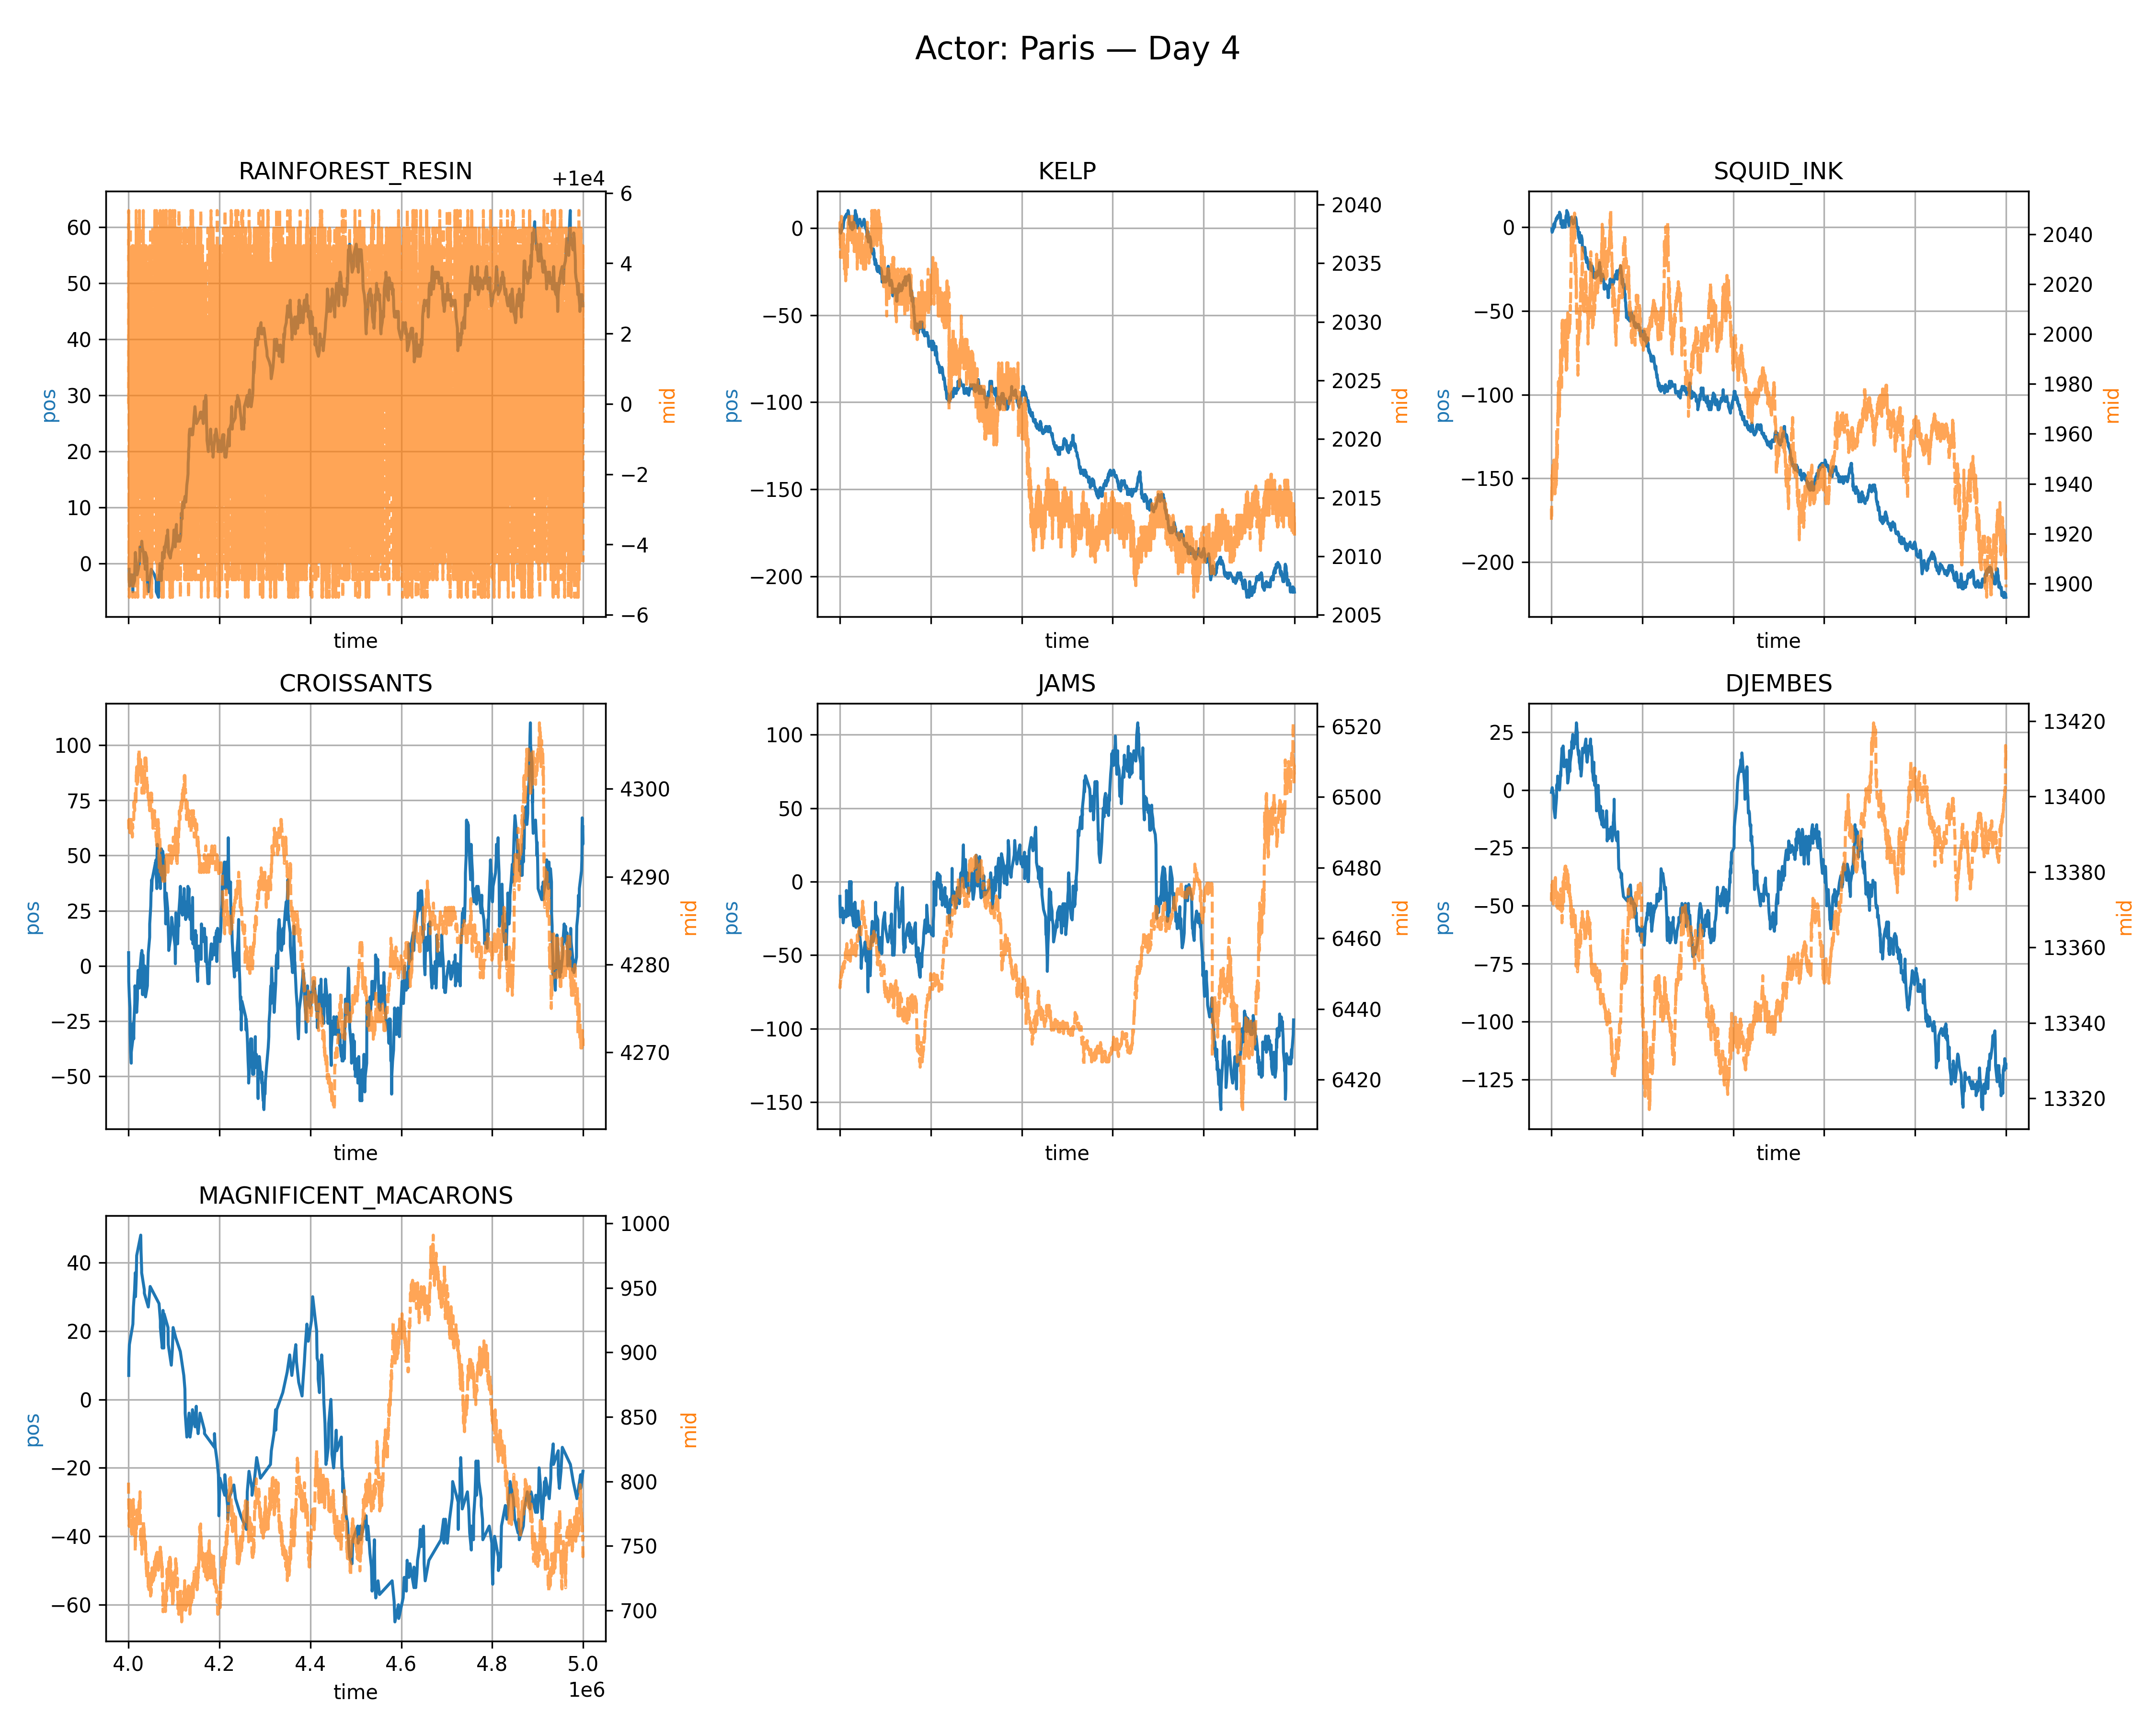 Actor: Paris — Day 4
RAINFOREST_RESIN
+1e4
60
50
40
30
20
10
0
pos
6
4
2
0
−2
−4
−6
mid
time
KELP
0
−50
−100
−150
−200
pos
2040
2035
2030
2025
2020
2015
2010
2005
mid
time
SQUID_INK
0
−50
−100
−150
−200
pos
2040
2020
2000
1980
1960
1940
1920
1900
mid
time
CROISSANTS
100
75
50
25
0
−25
−50
pos
4300
4290
4280
4270
mid
time
JAMS
100
50
0
−50
−100
−150
pos
6520
6500
6480
6460
6440
6420
mid
time
DJEMBES
25
0
−25
−50
−75
−100
−125
pos
13420
13400
13380
13360
13340
13320
mid
time
MAGNIFICENT_MACARONS
40
20
0
−20
−40
−60
pos
1000
950
900
850
800
750
700
mid
4.0 4.2 4.4 4.6 4.8 5.0
time
1e6